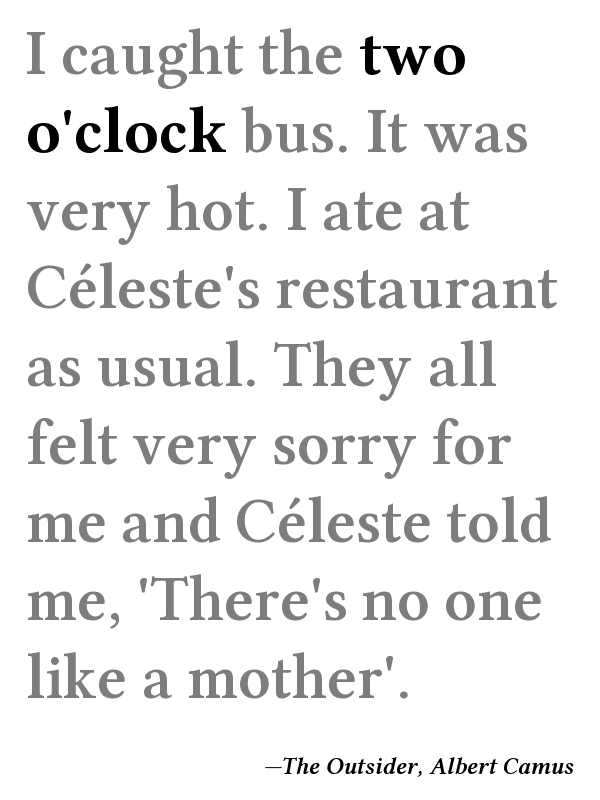 I caught the two
o'clock bus. It was
very hot. I ate at
Céleste's restaurant
as usual. They all
felt very sorry for
me and Céleste told
me, 'There's no one
like a mother'.
—The Outsider, Albert Camus